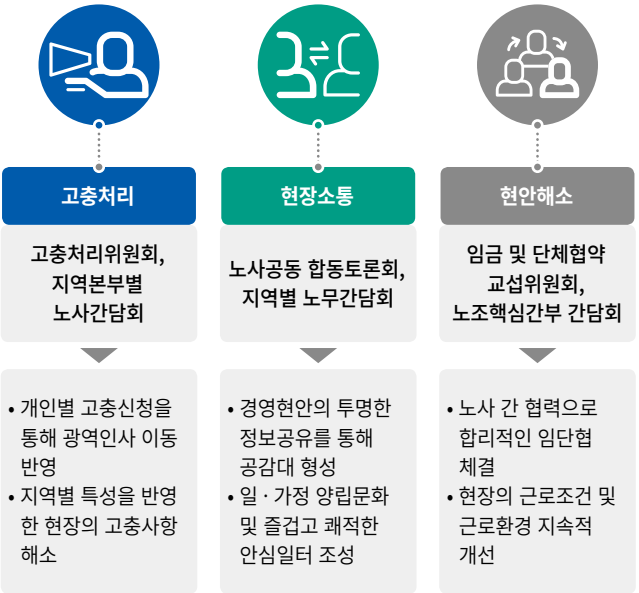 고충처리
고충처리위원회,
지역본부별
노사간담회
• 개인별 고충신청을
통해 광역인사 이동
반영
• 지역별 특성을 반영
한 현장의 고충사항
해소
현장소통
노사공동 합동토론회,
지역별 노무간담회
• 경영현안의 투명한
정보공유를 통해
공감대 형성
• 일 · 가정 양립문화
및 즐겁고 쾌적한
안심일터 조성
현안해소
임금 및 단체협약
교섭위원회,
노조핵심간부 간담회
• 노사 간 협력으로
합리적인 임단협
체결
• 현장의 근로조건 및
근로환경 지속적
개선